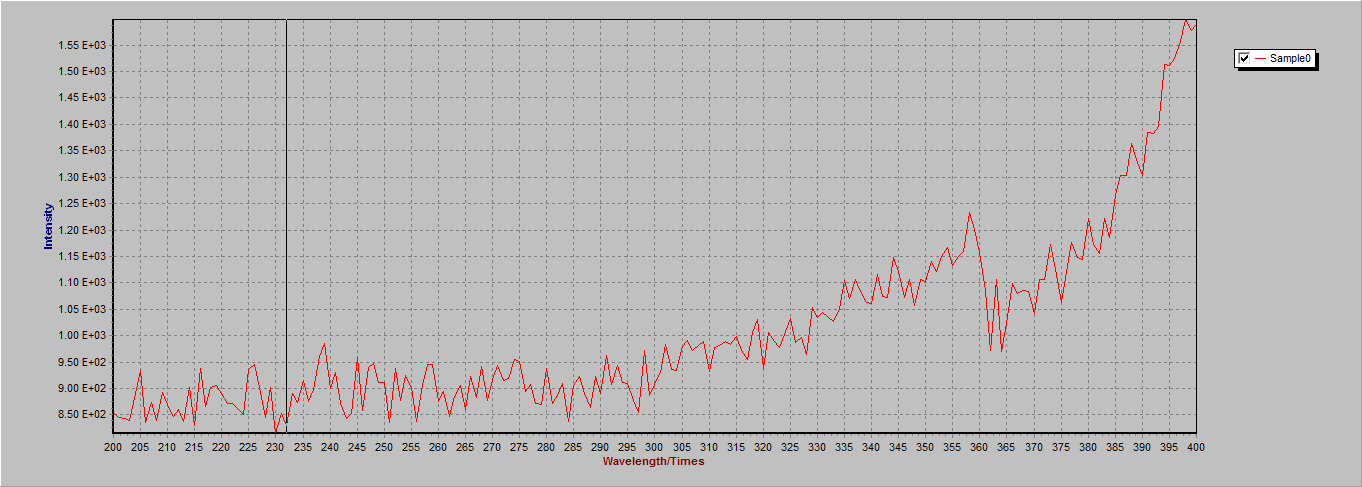 1.55 E+03
1.50 E+03
1.45 E+03
1.40 E+03
1.35 E+03
1.30 E+03
1.25 E+03
1.20 E+03
1.15 E+03
1.10 E+03
1.05 E+03
1.00 E+03
9.50 E+02
9.00 E+02
8.50 E+02
Intensity
200 205 210 215 220 225 230 235 240 245 250 255 260 265 270 275 280 285 290 295 300 305 310 315 320 325 330 335 340 345 350 355 360 365 370 375 380 385 390 395 400
Wavelength/Times
Sample0